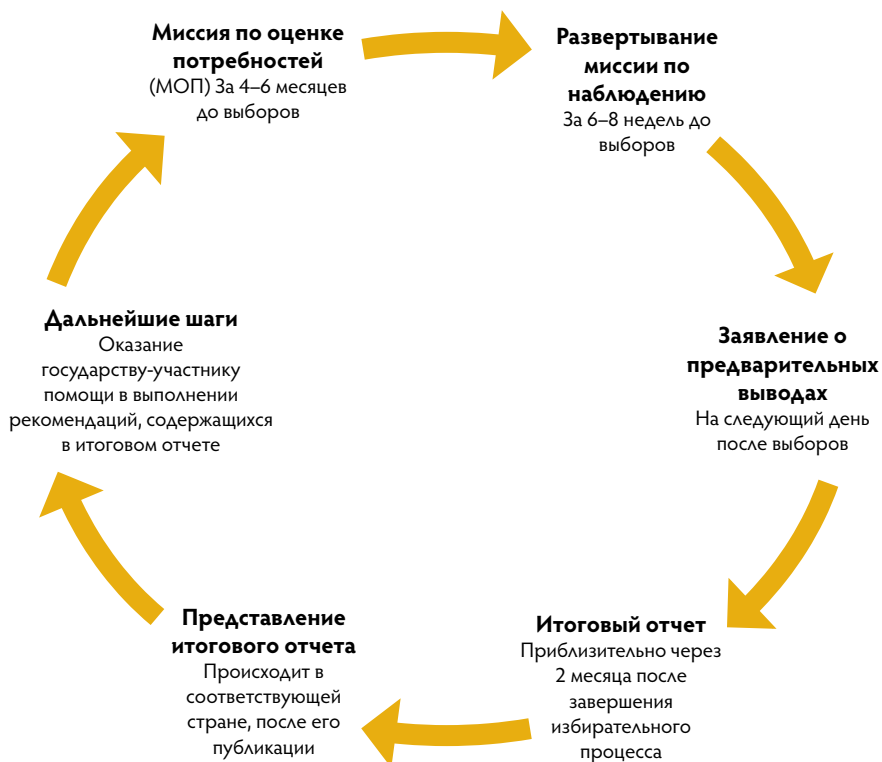 Миссия по оценке
потребностей
(МОП) За 4–6 месяцев
до выборов
Развертывание
миссии по
наблюдению
За 6–8 недель до
выборов
Заявление о
предварительных
выводах
На следующий день
после выборов
Итоговый отчет
Приблизительно через
2 месяца после
завершения
избирательного
процесса
Представление
итогового отчета
Происходит в
соответствующей
стране, после его
публикации
Дальнейшие шаги
Оказание
государству-участнику
помощи в выполнении
рекомендаций, содержащихся
в итоговом отчете